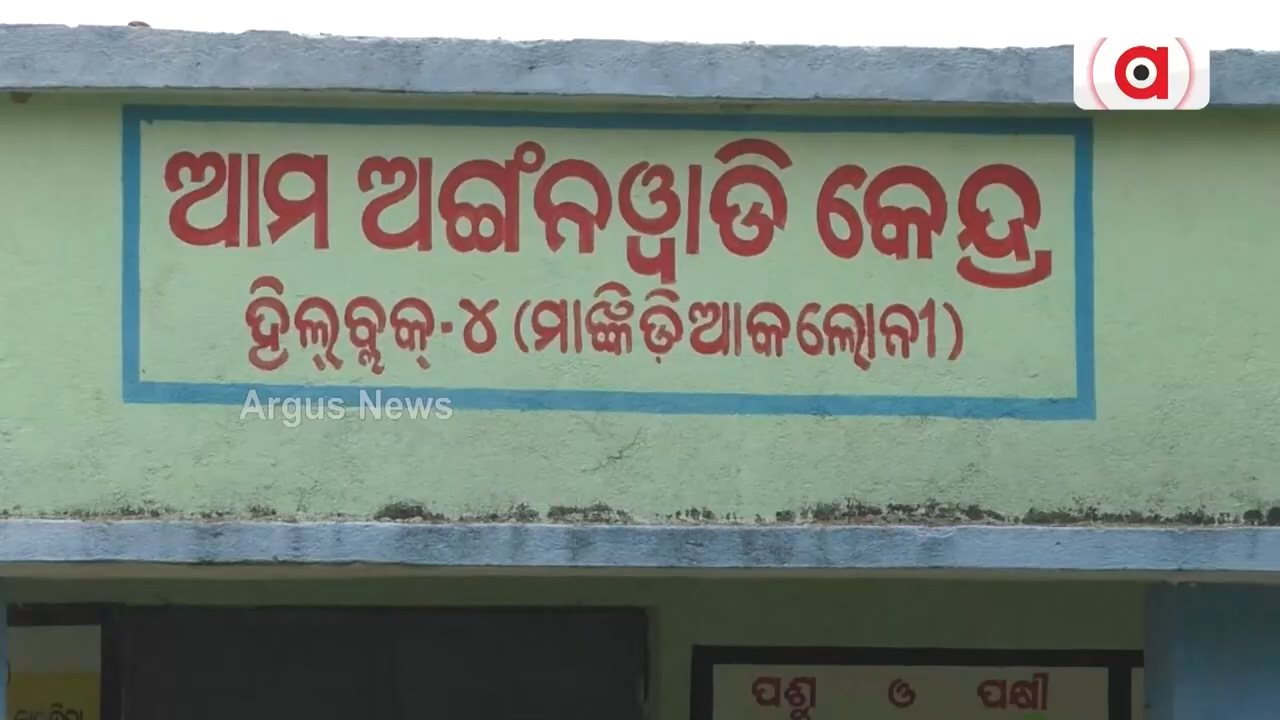 ଆମ ଅଙ୍ଗନୱାଡି କେନ୍ଦ୍ର
ହିଲ୍‌ବ୍ଲକ୍-୪ (ମାଙ୍କିଡ଼ିଆକଲୋନୀ)
Argus News
ପଶୁ ଓ ପକ୍ଷୀ